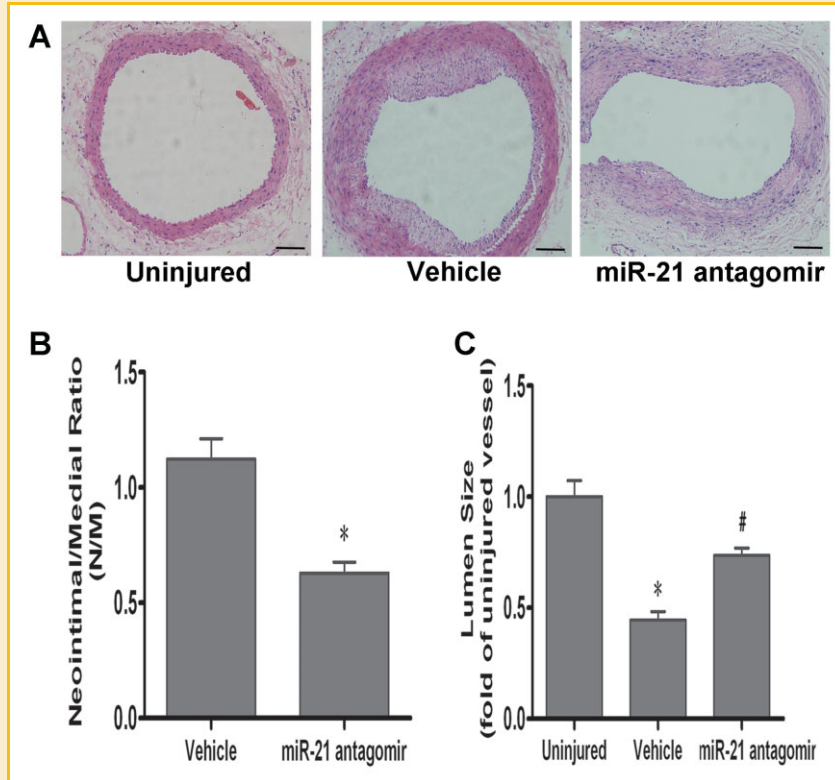 A
Uninjured
Vehicle
miR-21 antagomir
B
Neointimal/Medial Ratio
(N/M)
1.5
1.0
0.5
0.0
*
Vehicle
miR-21 antagomir
C
Lumen Size
(fold of uninjured vessel)
1.5
1.0
0.5
0.0
*
#
Uninjured
Vehicle
miR-21 antagomir